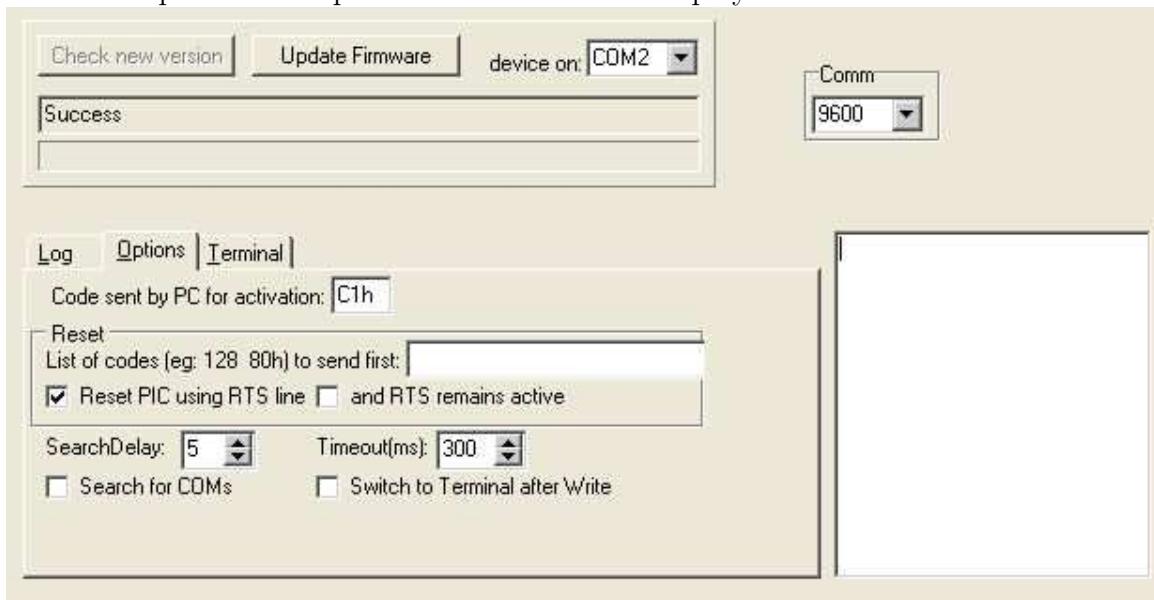 Check new version Update Firmware device on: COM2
Comm
9600
Success
Log Options Terminal
Code sent by PC for activation: C1h
Reset
List of codes (eg: 128 80h) to send first:
Reset PIC using RTS line and RTS remains active
SearchDelay: 5 Timeout(ms): 300
Search for COMs Switch to Terminal after Write